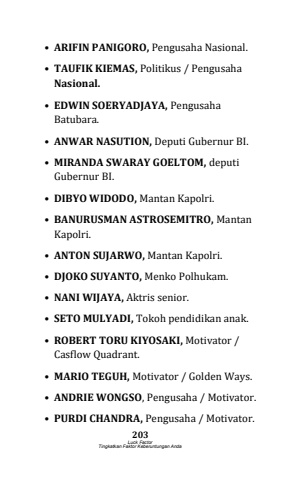 • ARIFIN PANIGORO, Pengusaha Nasional.
• TAUFIK KIEMAS, Politikus / Pengusaha
Nasional.
• EDWIN SOERYADJAYA, Pengusaha
Batubara.
• ANWAR NASUTION, Deputi Gubernur BI.
• MIRANDA SWARAY GOELTOM, deputi
Gubernur BI.
• DIBYO WIDODO, Mantan Kapolri.
• BANURUSMAN ASTROSEMITRO, Mantan
Kapolri.
• ANTON SUJARWO, Mantan Kapolri.
• DJOKO SUYANTO, Menko Polhukam.
• NANI WIJAYA, Aktris senior.
• SETO MULYADI, Tokoh pendidikan anak.
• ROBERT TORU KIYOSAKI, Motivator /
Casflow Quadrant.
• MARIO TEGUH, Motivator / Golden Ways.
• ANDRIE WONGSO, Pengusaha / Motivator.
• PURDI CHANDRA, Pengusaha / Motivator.
203
Luck Factor
Tingkatkan Faktor Keberuntungan Anda